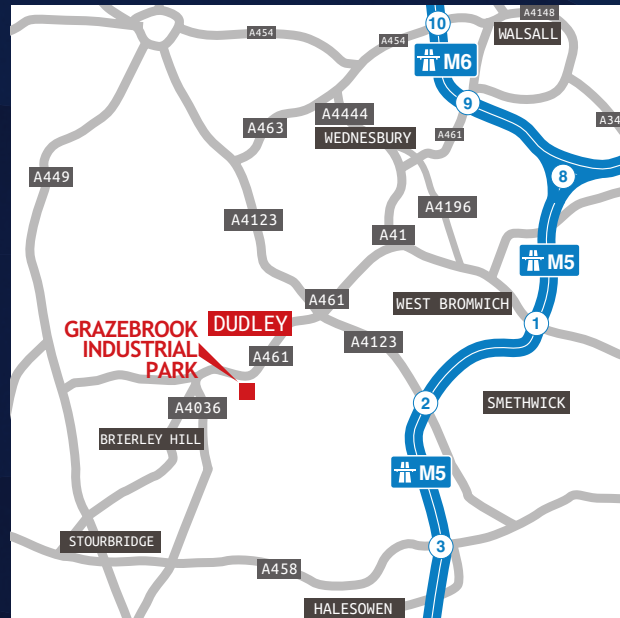 10
A4148
A454
A454
WALSALL
M6
9
A4444
A34
A463
WEDNESBURY
A461
A449
8
A4196
A4123
A41
M5
A461
WEST BROMWICH
DUDLEY
1
GRAZEBROOK
INDUSTRIAL
PARK
A4123
A461
2
SMETHWICK
A4036
BRIERLEY HILL
M5
STOURBRIDGE
3
A458
HALESOWEN